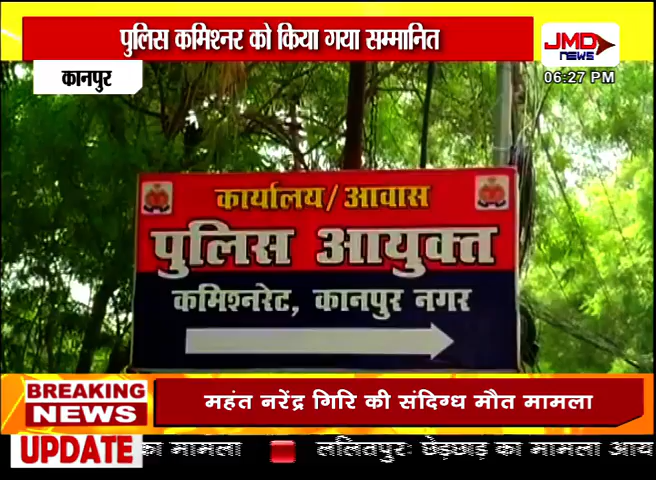 पुलिस कमिश्नर को किया गया सम्मानित
JMD
NEWS
कानपुर
06:27 PM
कार्यालय/आवास
पुलिस आयुक्त
कमिश्नरेट, कानपुर नगर
BREAKING
NEWS
महंत नरेंद्र गिरि की संदिग्ध मौत मामला
UPDATE
का मामला ललितपुरः छेड़छाड़ का मामला आय